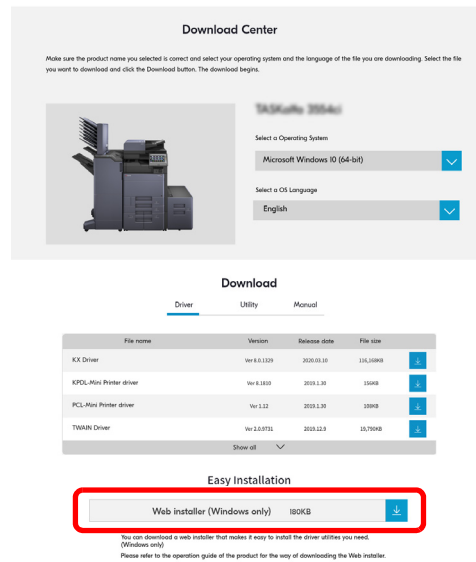 Download Center
Make sure the product name you selected is correct and select your operating system and the language of the file you are downloading. Select the file
you want to download and click the Download button. The download begins.
Select a Operating System
Microsoft Windows 10 (64-bit)
Select a OS Language
English
Download
Driver Utility Manual
File name Version Release date File size
KX Driver Ver 8.0.1329 2020.03.10 116,168KB
KPDL-Mini Printer driver Ver 8.1810 2019.1.30 156KB
PCL-Mini Printer driver Ver 1.12 2019.1.30 109KB
TWAIN Driver Ver 2.0.9731 2019.12.9 19,790KB
Show all
Easy Installation
Web installer (Windows only) 180KB
You can download a web installer that makes it easy to install the driver utilities you need.
(Windows only)
Please refer to the operation guide of the product for the way of downloading the Web installer.